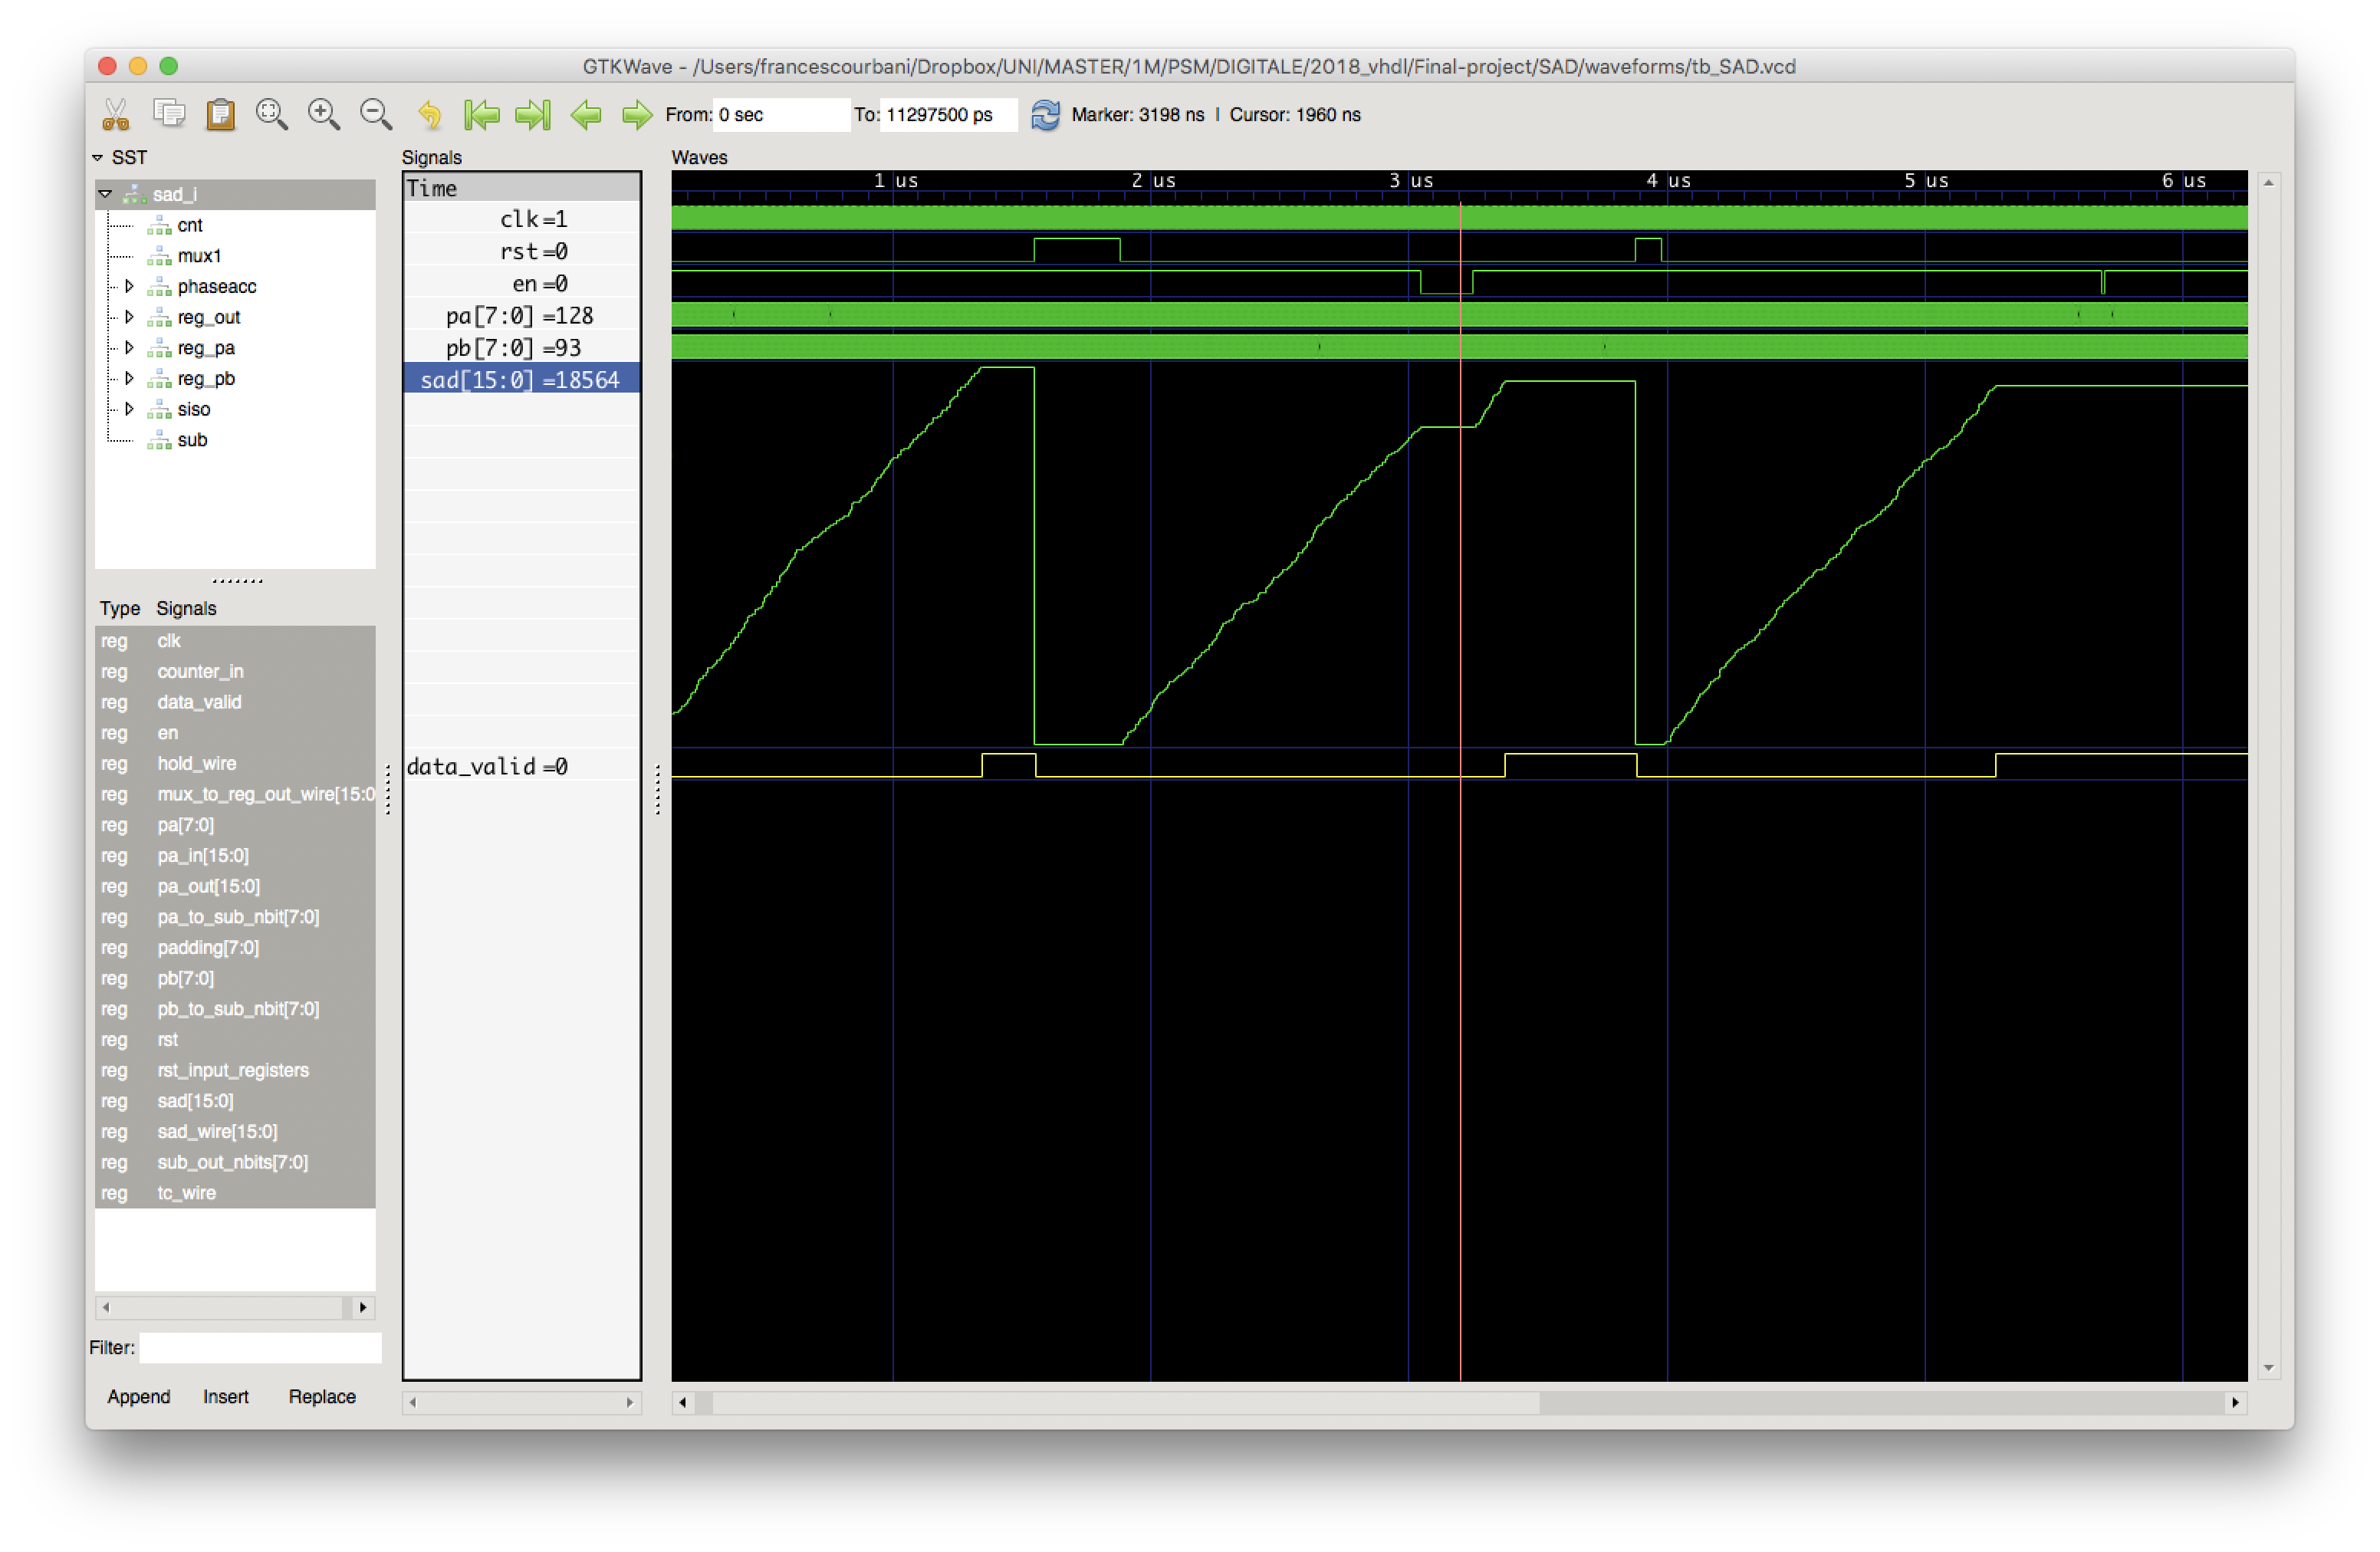 GTKWave - /Users/francescourbani/Dropbox/UNI/MASTER/1M/PSM/DIGITALE/2018_vhdl/Final-project/SAD/waveforms/tb_SAD.vcd
From: 0 sec To: 11297500 ps Marker: 3198 ns | Cursor: 1960 ns
SST
sad_i
cnt
mux1
phaseacc
reg_out
reg_pa
reg_pb
siso
sub
Type Signals
reg clk
reg counter_in
reg data_valid
reg en
reg hold_wire
reg mux_to_reg_out_wire[15:0
reg pa[7:0]
reg pa_in[15:0]
reg pa_out[15:0]
reg pa_to_sub_nbit[7:0]
reg padding[7:0]
reg pb[7:0]
reg pb_to_sub_nbit[7:0]
reg rst
reg rst_input_registers
reg sad[15:0]
reg sad_wire[15:0]
reg sub_out_nbits[7:0]
reg tc_wire
Filter:
Append Insert Replace
Signals
Time
clk=1
rst=0
en=0
pa[7:0]=128
pb[7:0]=93
sad[15:0]=18564
data_valid=0
Waves
1 us 2 us 3 us 4 us 5 us 6 us